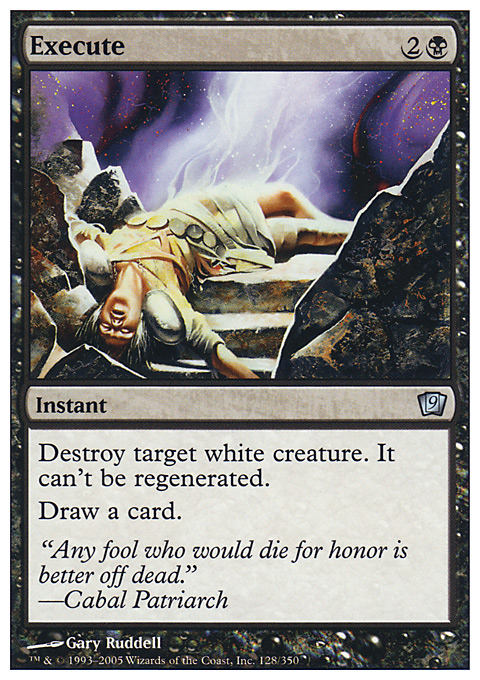 Execute 2
Instant 9
Destroy target white creature. It
can't be regenerated.
Draw a card.
“Any fool who would die for honor is
better off dead.”
—Cabal Patriarch
Gary Ruddell
™ & © 1993–2005 Wizards of the Coast, Inc. 128/350